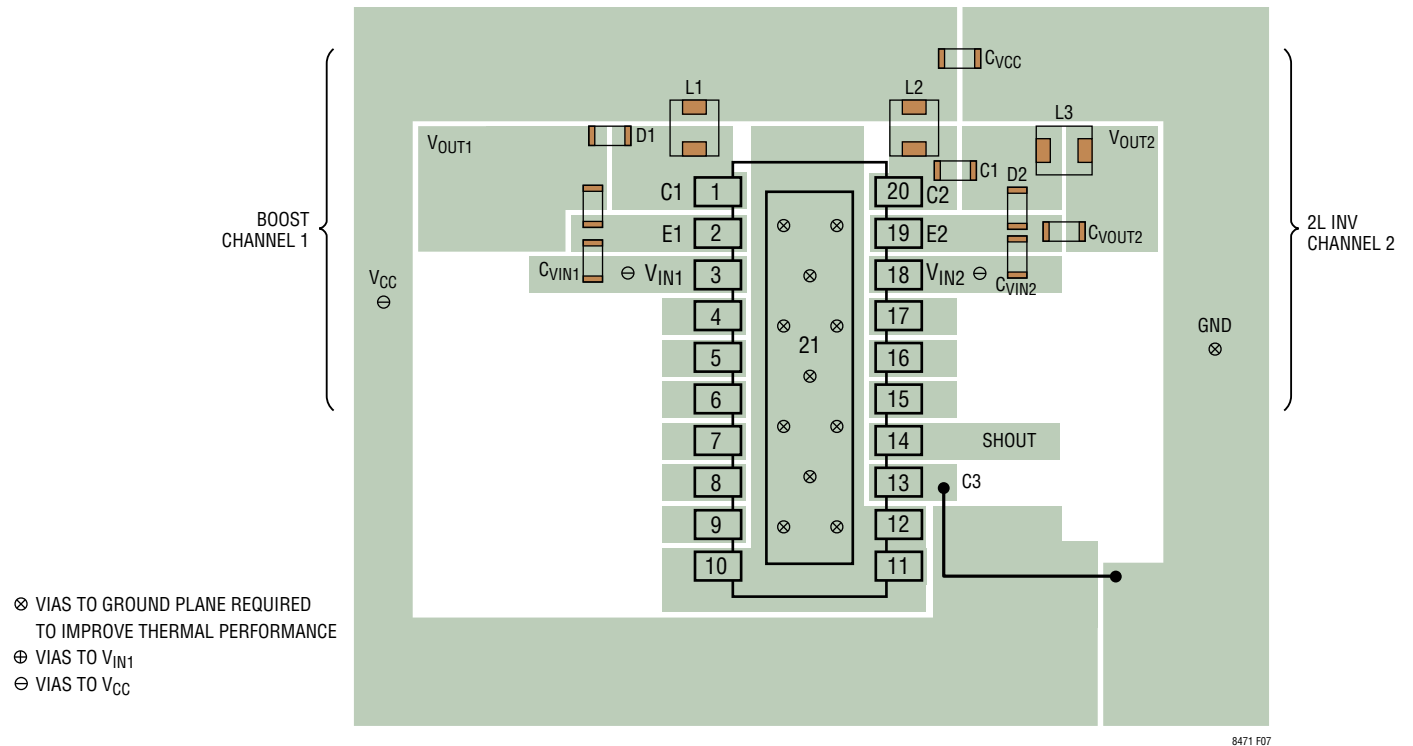 CVCC
L1
L2
L3
VOUT1
D1
VOUT2
C1
D2
C1
1
20
C2
BOOST
CHANNEL 1
2L INV
CHANNEL 2
E1
2
19
E2
CVOUT2
CVIN1
⊖ VIN1
3
18
VIN2 ⊖
CVIN2
VCC
⊖
4
17
GND
⊗
21
5
16
6
15
7
14
SHOUT
8
13
C3
9
12
10
11
⊗ VIAS TO GROUND PLANE REQUIRED
TO IMPROVE THERMAL PERFORMANCE
⊕ VIAS TO VIN1
⊖ VIAS TO VCC
8471 F07